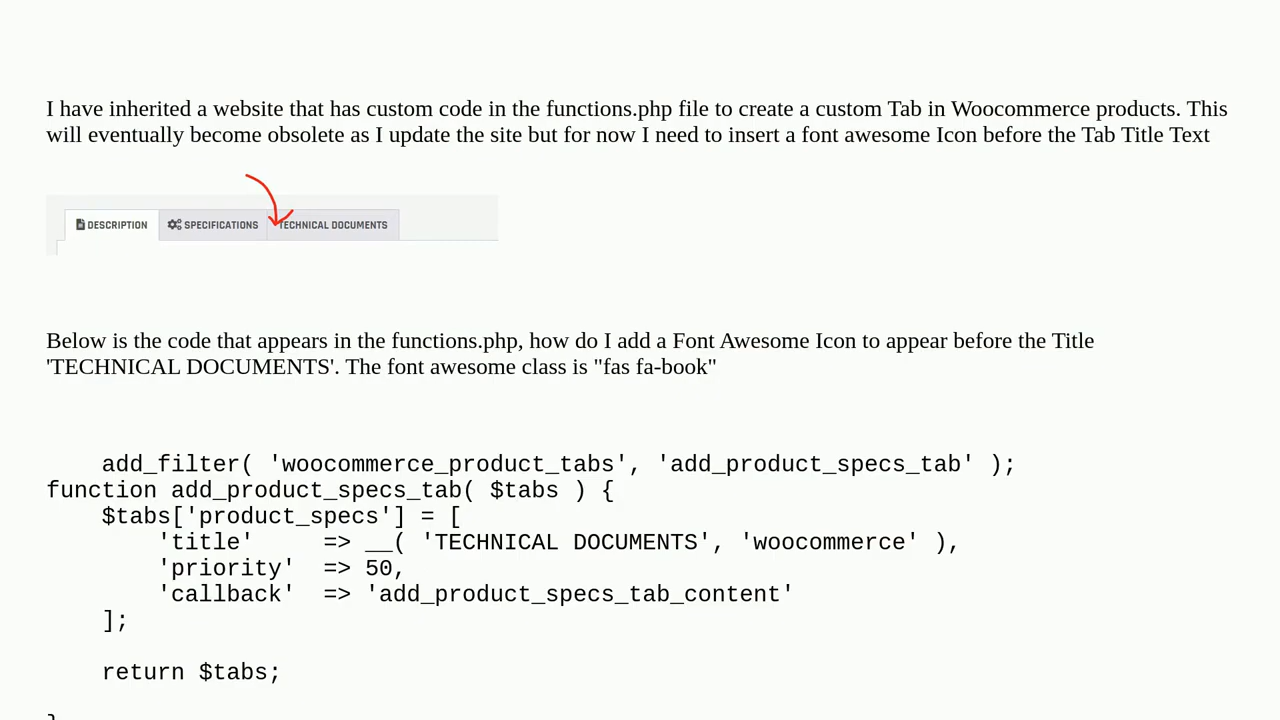 I have inherited a website that has custom code in the functions.php file to create a custom Tab in Woocommerce products. This
will eventually become obsolete as I update the site but for now I need to insert a font awesome Icon before the Tab Title Text
DESCRIPTION SPECIFICATIONS TECHNICAL DOCUMENTS
Below is the code that appears in the functions.php, how do I add a Font Awesome Icon to appear before the Title
'TECHNICAL DOCUMENTS'. The font awesome class is "fas fa-book"
    add_filter( 'woocommerce_product_tabs', 'add_product_specs_tab' );
function add_product_specs_tab( $tabs ) {
    $tabs['product_specs'] = [
        'title'     => __( 'TECHNICAL DOCUMENTS', 'woocommerce' ),
        'priority'  => 50,
        'callback'  => 'add_product_specs_tab_content'
    ];
    return $tabs;
}